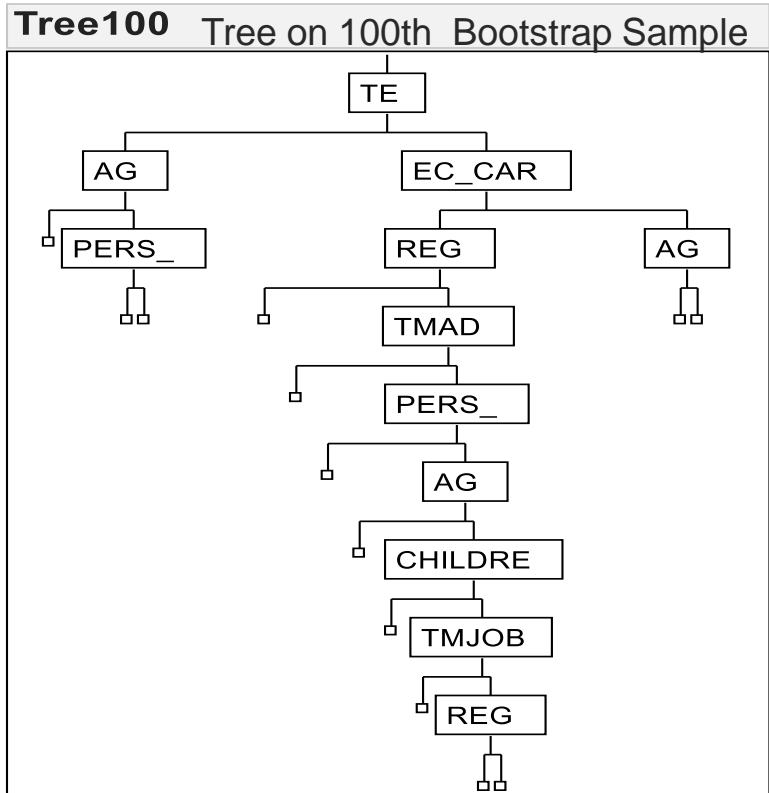 Tree100 Tree on 100th Bootstrap Sample
TE
AG EC_CAR
PERS_ REG AG
TMAD
PERS_
AG
CHILDRE
TMJOB
REG